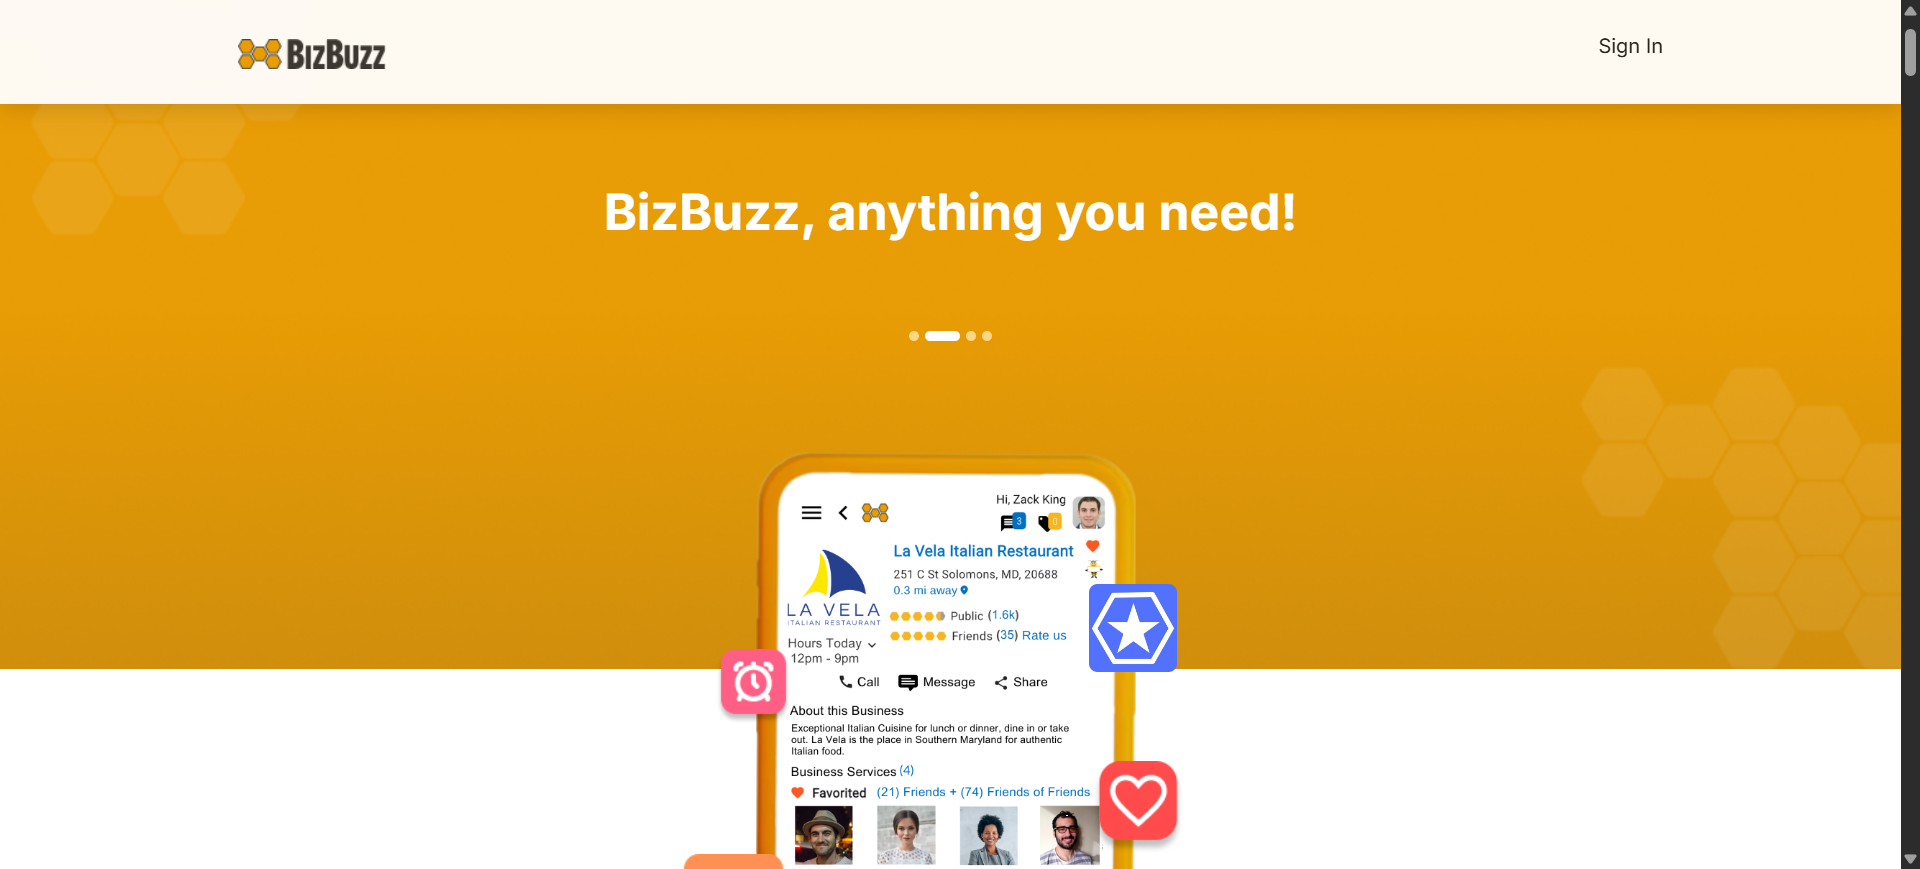 BizBuzz
Sign In
BizBuzz, anything you need!
Hi, Zack King
3
0
La Vela Italian Restaurant
251 C St Solomons, MD, 20688
0.3 mi away
LA VELA
ITALIAN RESTAURANT
Public (1.6k)
Friends (35) Rate us
Hours Today
12pm - 9pm
Call Message Share
About this Business
Exceptional Italian Cuisine for lunch or dinner, dine in or take
out. La Vela is the place in Southern Maryland for authentic
Italian food.
Business Services (4)
Favorited (21) Friends + (74) Friends of Friends